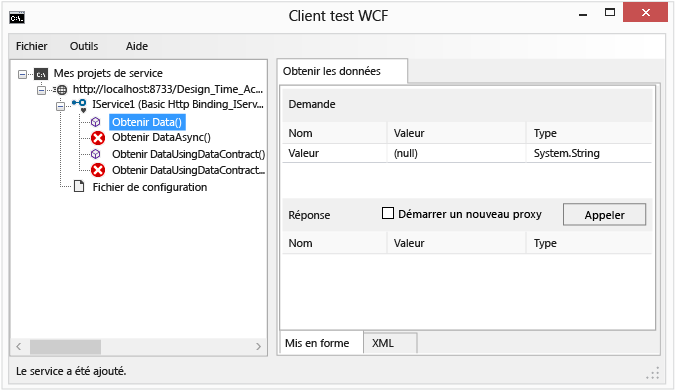 Client test WCF
Fichier Outils Aide
Mes projets de service
http://localhost:8733/Design_Time_Ac...
IService1 (Basic Http Binding_IServ...
Obtenir Data()
Obtenir DataAsync()
Obtenir DataUsingDataContract()
Obtenir DataUsingDataContract...
Fichier de configuration
Obtenir les données
Demande
Nom Valeur Type
Valeur (null) System.String
Réponse Démarrer un nouveau proxy Appeler
Nom Valeur Type
Mis en forme XML
Le service a été ajouté.